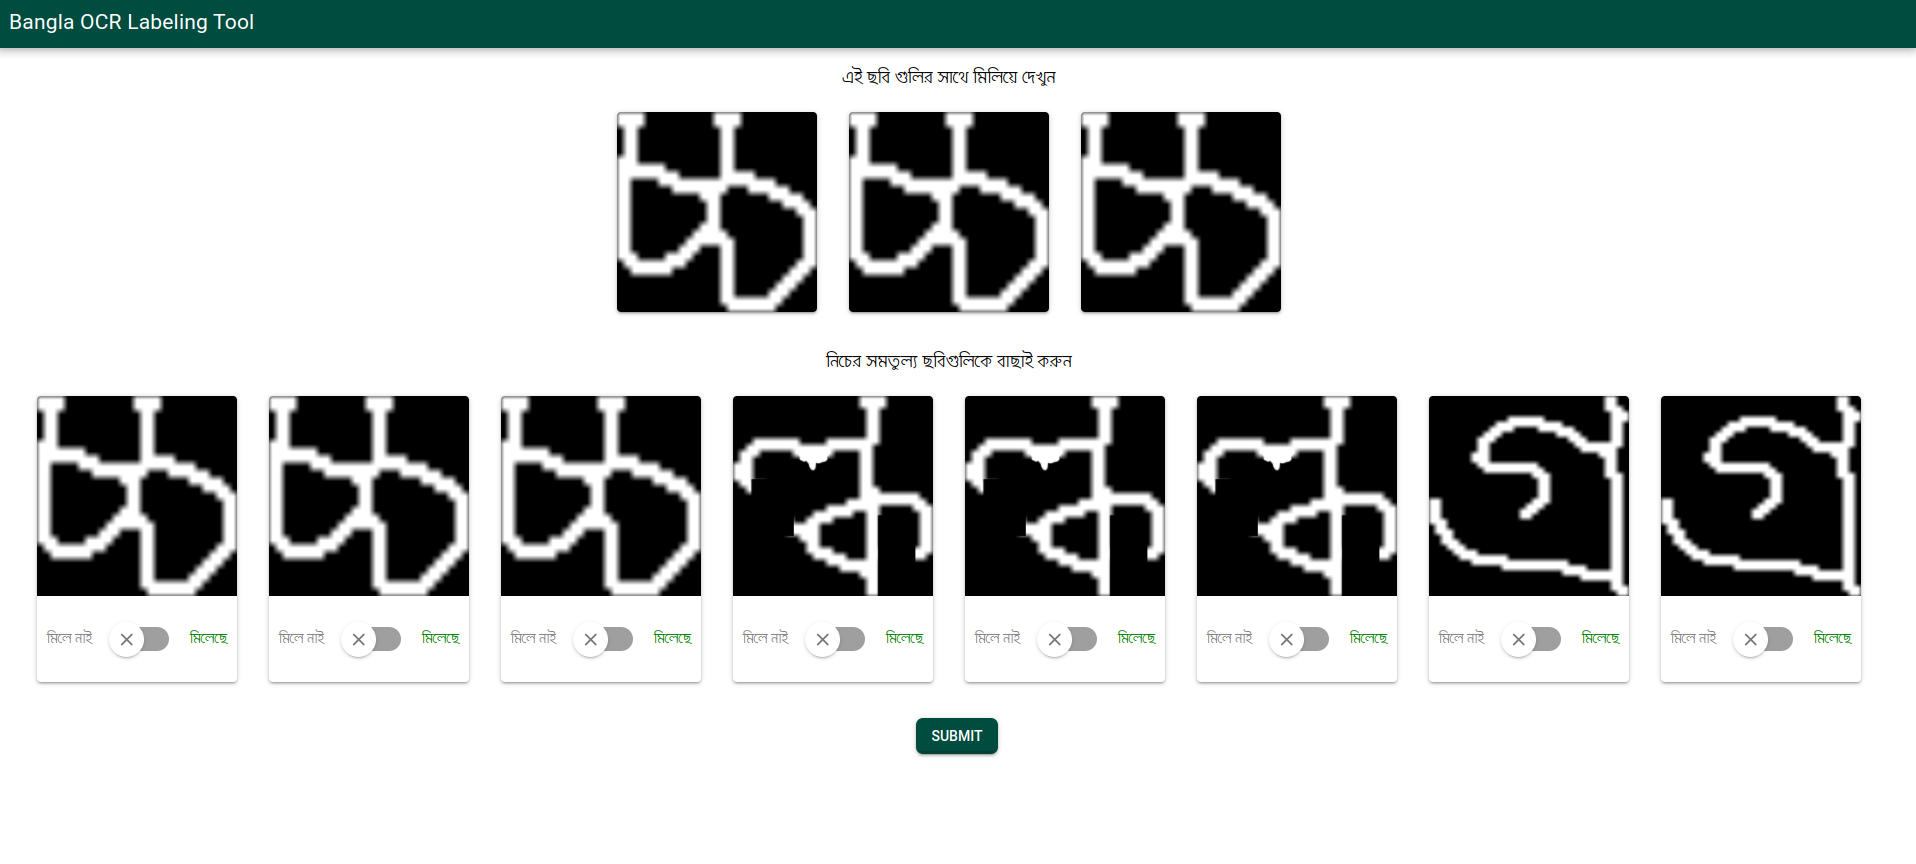 Bangla OCR Labeling Tool
এই ছবি গুলির সাথে মিলিয়ে দেখুন
নিচের সমতুল্য ছবিগুলিকে বাছাই করুন
মিলে নাই মিলেছে মিলে নাই মিলেছে মিলে নাই মিলেছে মিলে নাই মিলেছে মিলে নাই মিলেছে মিলে নাই মিলেছে মিলে নাই মিলেছে মিলে নাই মিলেছে
SUBMIT